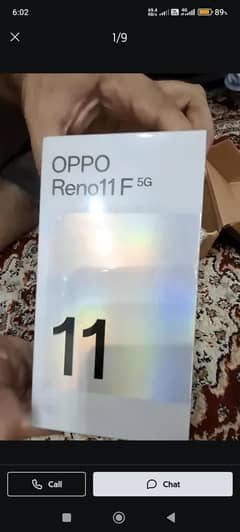 6:02
89%
1/9
OPPO
Reno11 F 5G
11
Call
Chat